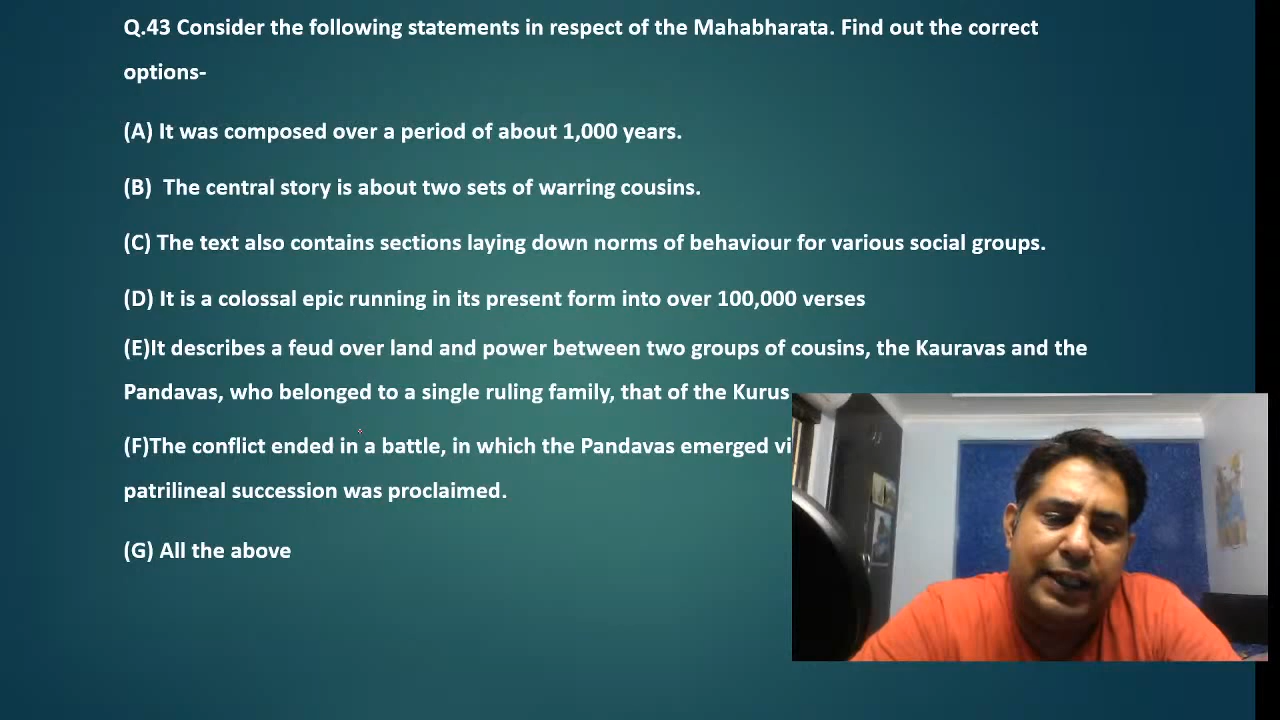 Q.43 Consider the following statements in respect of the Mahabharata. Find out the correct
options-
(A) It was composed over a period of about 1,000 years.
(B)  The central story is about two sets of warring cousins.
(C) The text also contains sections laying down norms of behaviour for various social groups.
(D) It is a colossal epic running in its present form into over 100,000 verses
(E)It describes a feud over land and power between two groups of cousins, the Kauravas and the
Pandavas, who belonged to a single ruling family, that of the Kurus
(F)The conflict ended in a battle, in which the Pandavas emerged
patrilineal succession was proclaimed.
(G) All the above